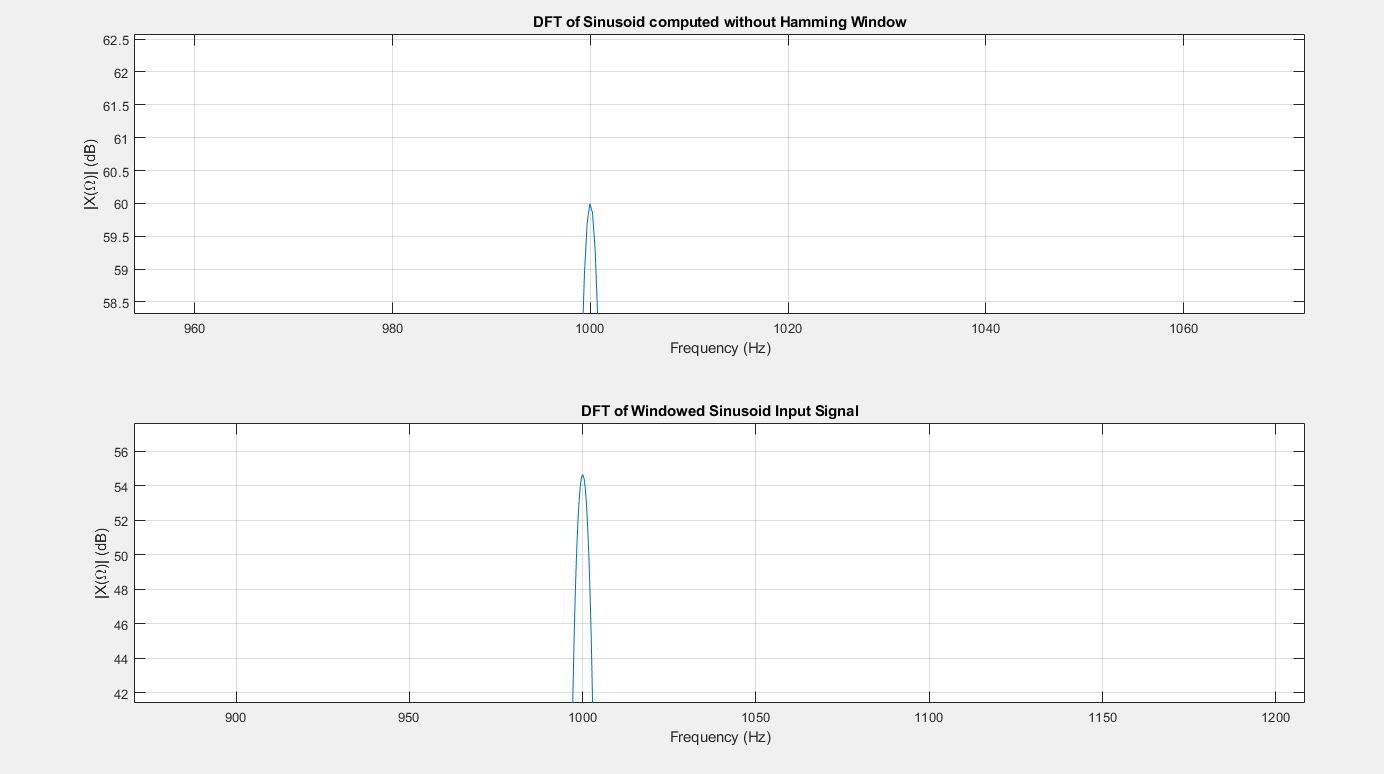 DFT of Sinusoid computed without Hamming Window
62.5
62
61.5
61
60.5
60
59.5
59
58.5
|X(Ω)| (dB)
960 980 1000 1020 1040 1060
Frequency (Hz)
DFT of Windowed Sinusoid Input Signal
56
54
52
50
48
46
44
42
|X(Ω)| (dB)
900 950 1000 1050 1100 1150 1200
Frequency (Hz)